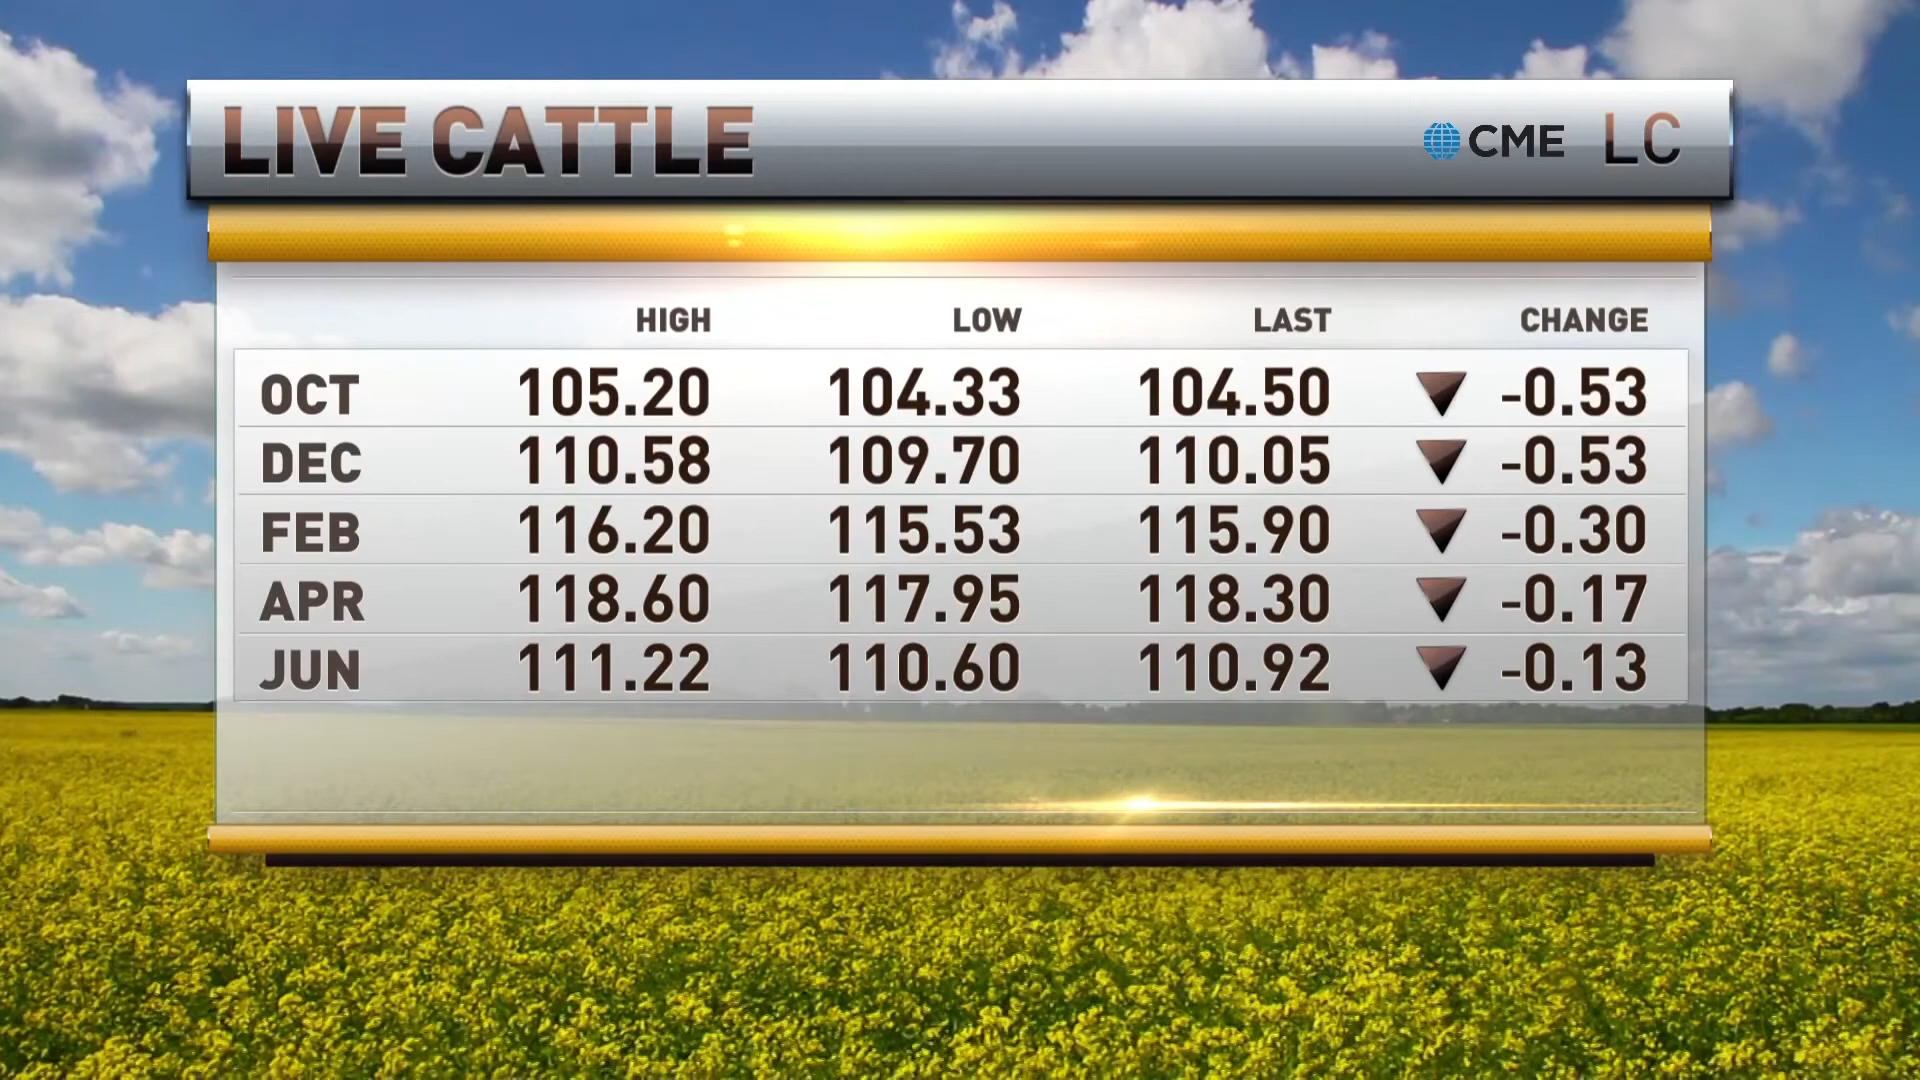 LIVE CATTLE CME LC
HIGH LOW LAST CHANGE
OCT 105.20 104.33 104.50 ▼ -0.53
DEC 110.58 109.70 110.05 ▼ -0.53
FEB 116.20 115.53 115.90 ▼ -0.30
APR 118.60 117.95 118.30 ▼ -0.17
JUN 111.22 110.60 110.92 ▼ -0.13